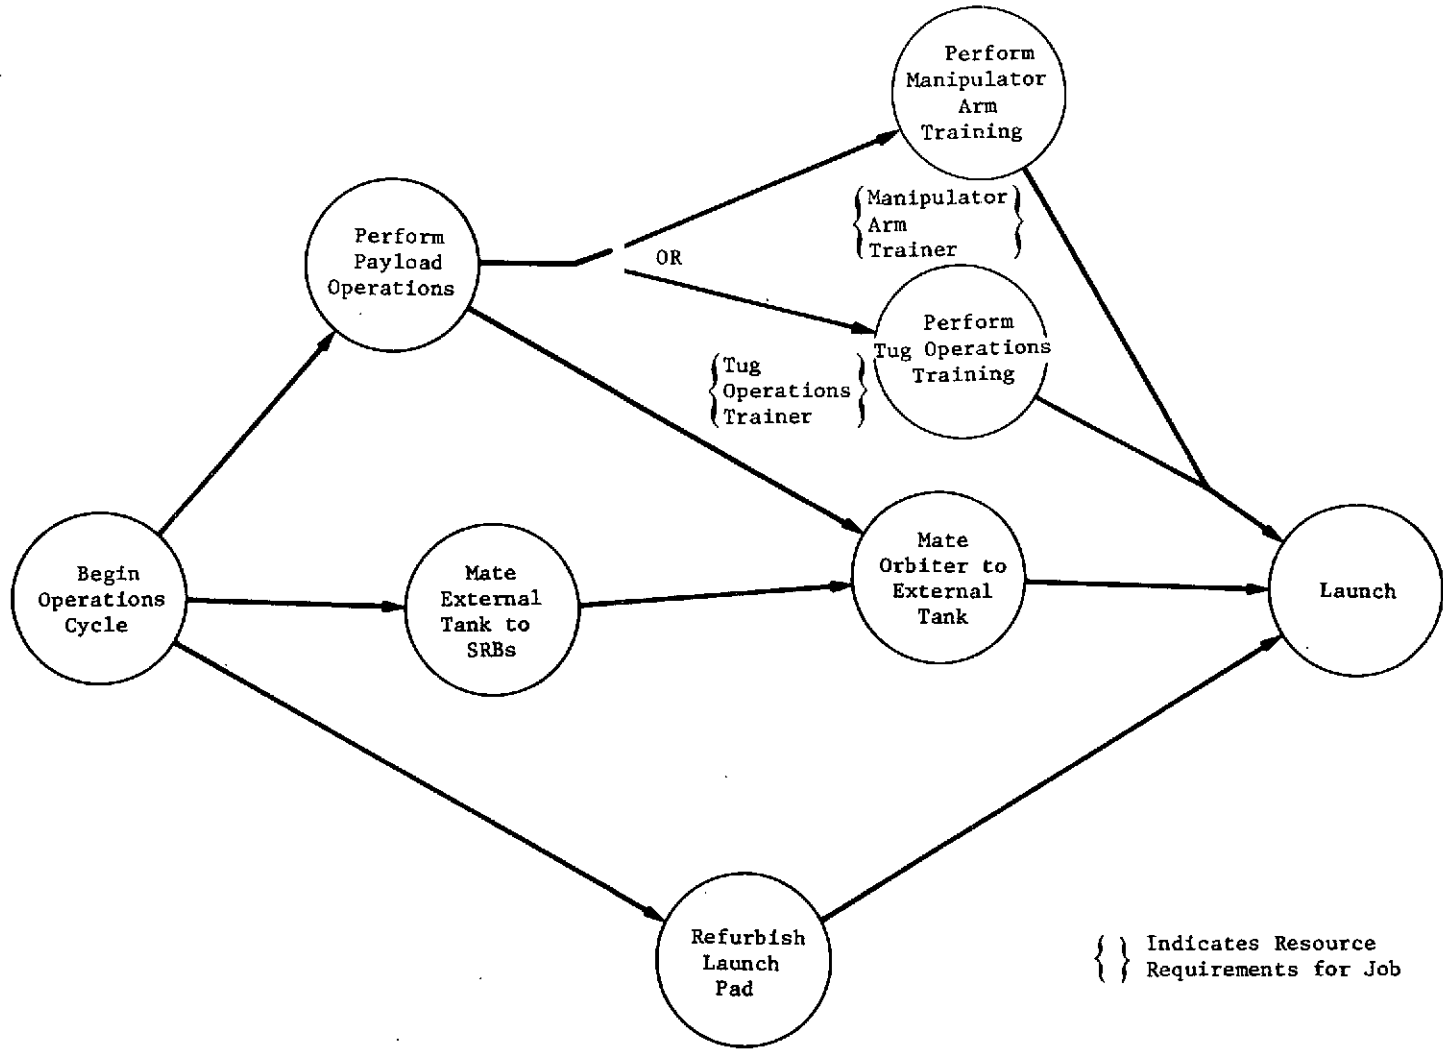 Perform
Manipulator
Arm
Training
{Manipulator
Arm
Trainer}
Perform
Payload
Operations
OR
Perform
Tug Operations
Training
{Tug
Operations
Trainer}
Begin
Operations
Cycle
Mate
External
Tank to
SRBs
Mate
Orbiter to
External
Tank
Launch
Refurbish
Launch
Pad
{ } Indicates Resource
Requirements for Job